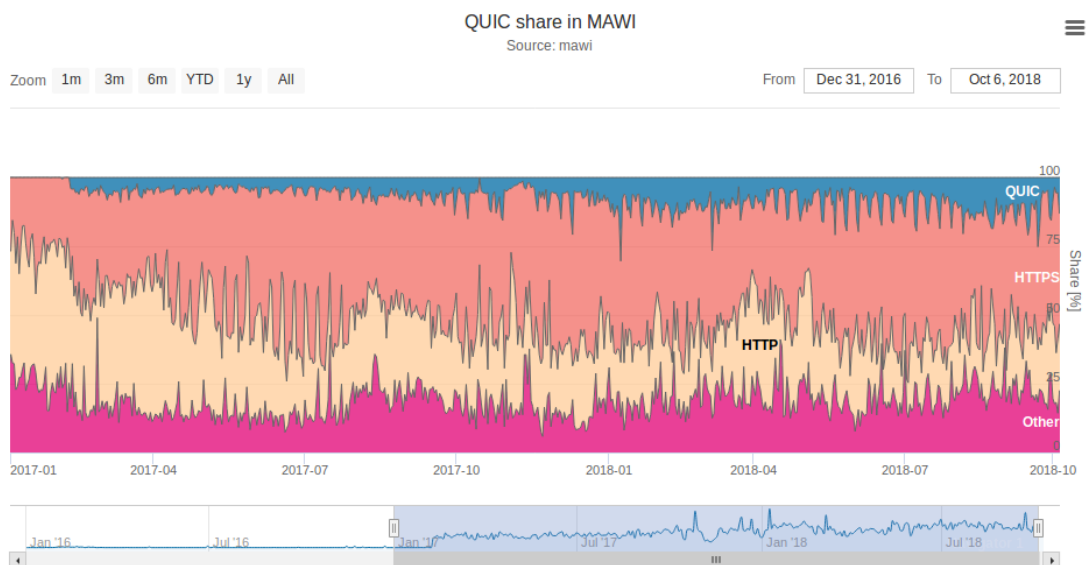 QUIC share in MAWI
Source: mawi
Zoom 1m 3m 6m YTD 1y All From Dec 31, 2016 To Oct 6, 2018
100
QUIC
75
HTTPS
Share [%]
50
HTTP
25
Other
0
2017-01 2017-04 2017-07 2017-10 2018-01 2018-04 2018-07 2018-10
Jan '16 Jul '16 Jan '17 Jul '17 Jan '18 Jul '18